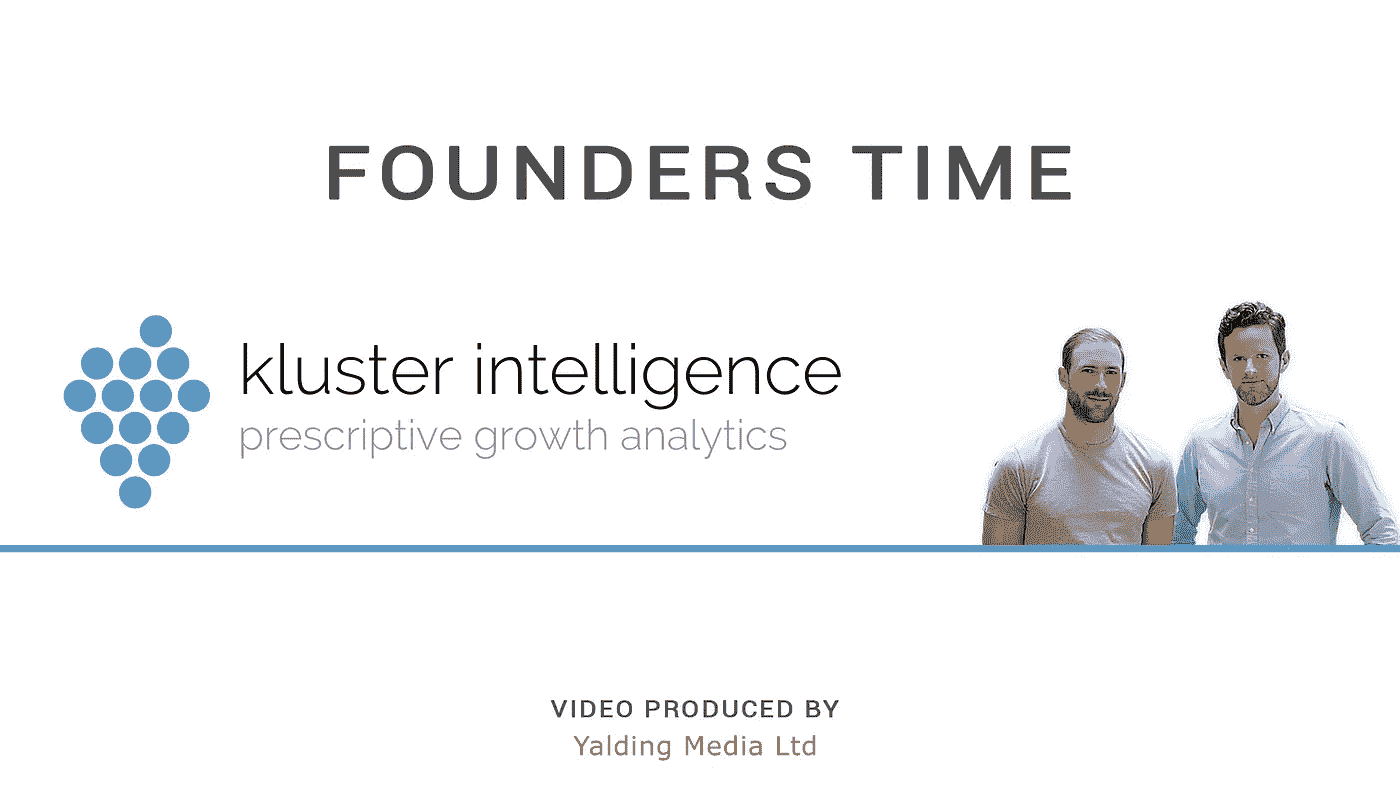 FOUNDERS TIME
kluster intelligence
prescriptive growth analytics
VIDEO PRODUCED BY
Yalding Media Ltd